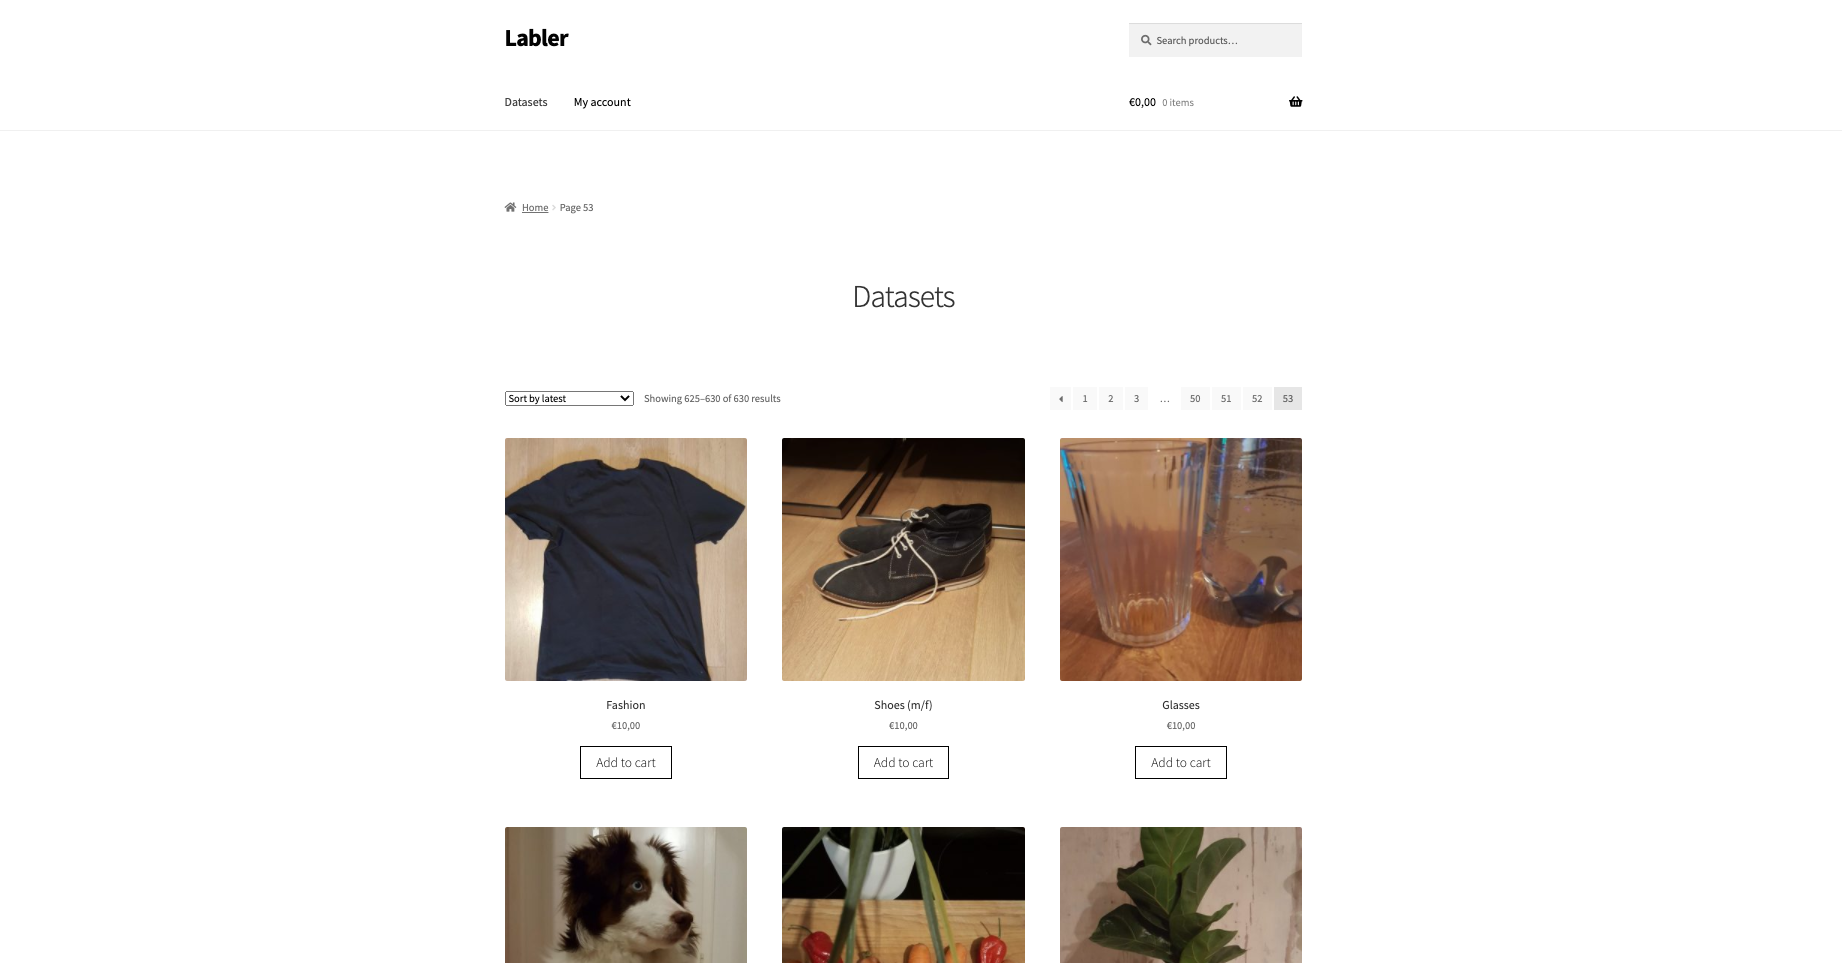 Labler
Search products…
Datasets
My account
€0,00 0 items
Home
Page 53
Datasets
Sort by latest
Showing 625–630 of 630 results
1 2 3 … 50 51 52 53
Fashion
€10,00
Add to cart
Shoes (m/f)
€10,00
Add to cart
Glasses
€10,00
Add to cart